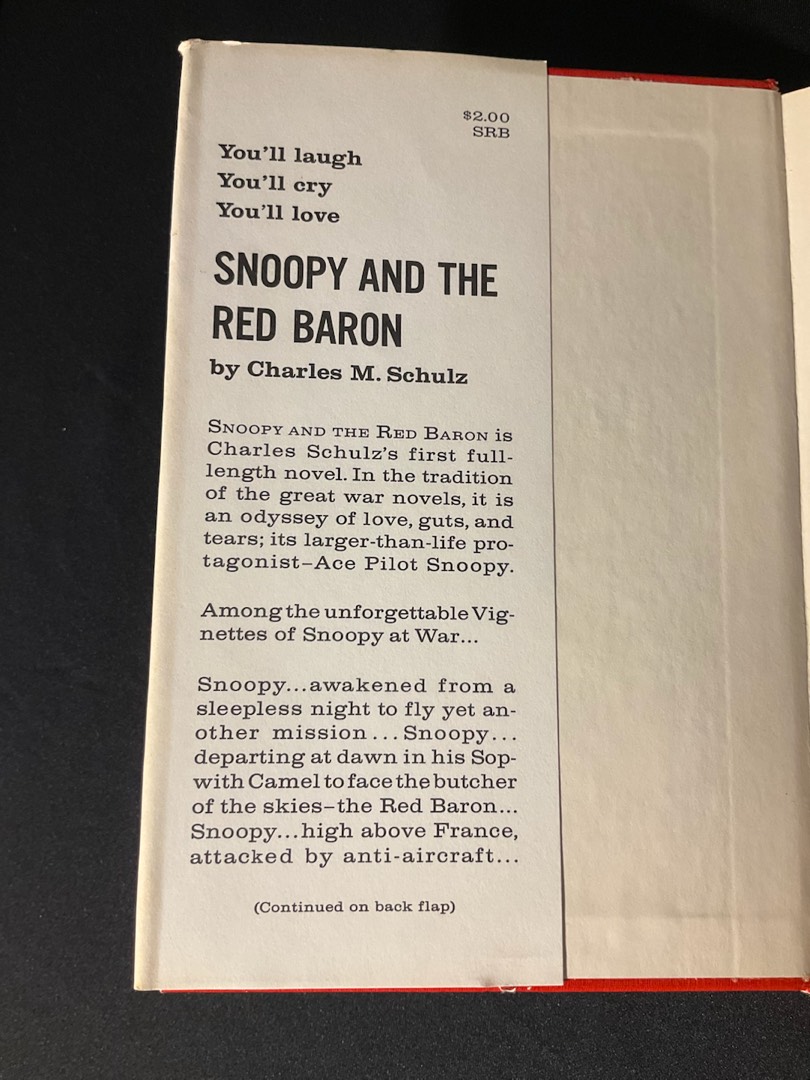 $2.00
SRB
You'll laugh
You'll cry
You'll love
SNOOPY AND THE
RED BARON
by Charles M. Schulz
SNOOPY AND THE RED BARON is
Charles Schulz's first full-
length novel. In the tradition
of the great war novels, it is
an odyssey of love, guts, and
tears; its larger-than-life pro-
tagonist–Ace Pilot Snoopy.
Among the unforgettable Vig-
nettes of Snoopy at War...
Snoopy...awakened from a
sleepless night to fly yet an-
other mission...Snoopy...
departing at dawn in his Sop-
with Camel to face the butcher
of the skies–the Red Baron...
Snoopy...high above France,
attacked by anti-aircraft...
(Continued on back flap)